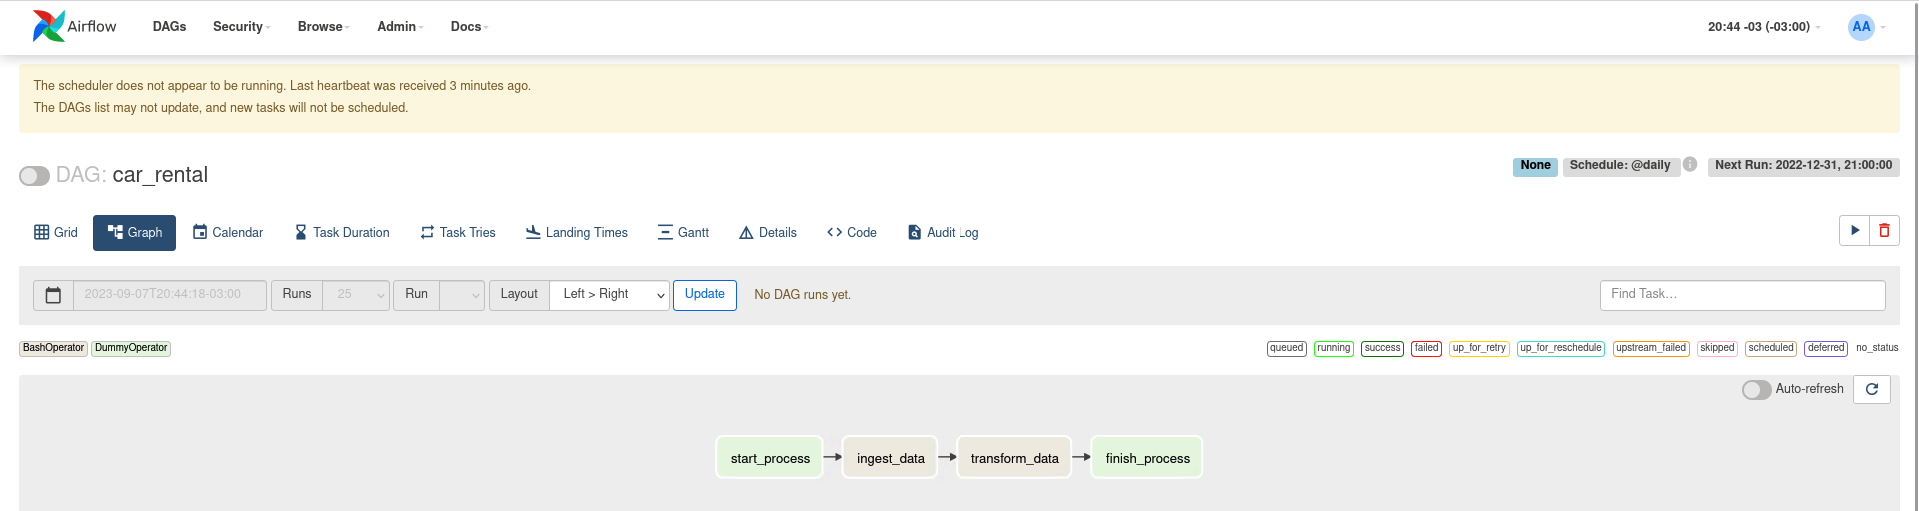 Airflow DAGs Security Browse Admin Docs 20:44 -03 (-03:00) AA
The scheduler does not appear to be running. Last heartbeat was received 3 minutes ago.
The DAGs list may not update, and new tasks will not be scheduled.
DAG: car_rental None Schedule: @daily i Next Run: 2022-12-31, 21:00:00
Grid Graph Calendar Task Duration Task Tries Landing Times Gantt Details Code Audit Log
2023-09-07T20:44:18-03:00 Runs 25 Run Layout Left > Right Update No DAG runs yet. Find Task...
BashOperator DummyOperator queued running success failed up_for_retry up_for_reschedule upstream_failed skipped scheduled deferred no_status
Auto-refresh
start_process ingest_data transform_data finish_process